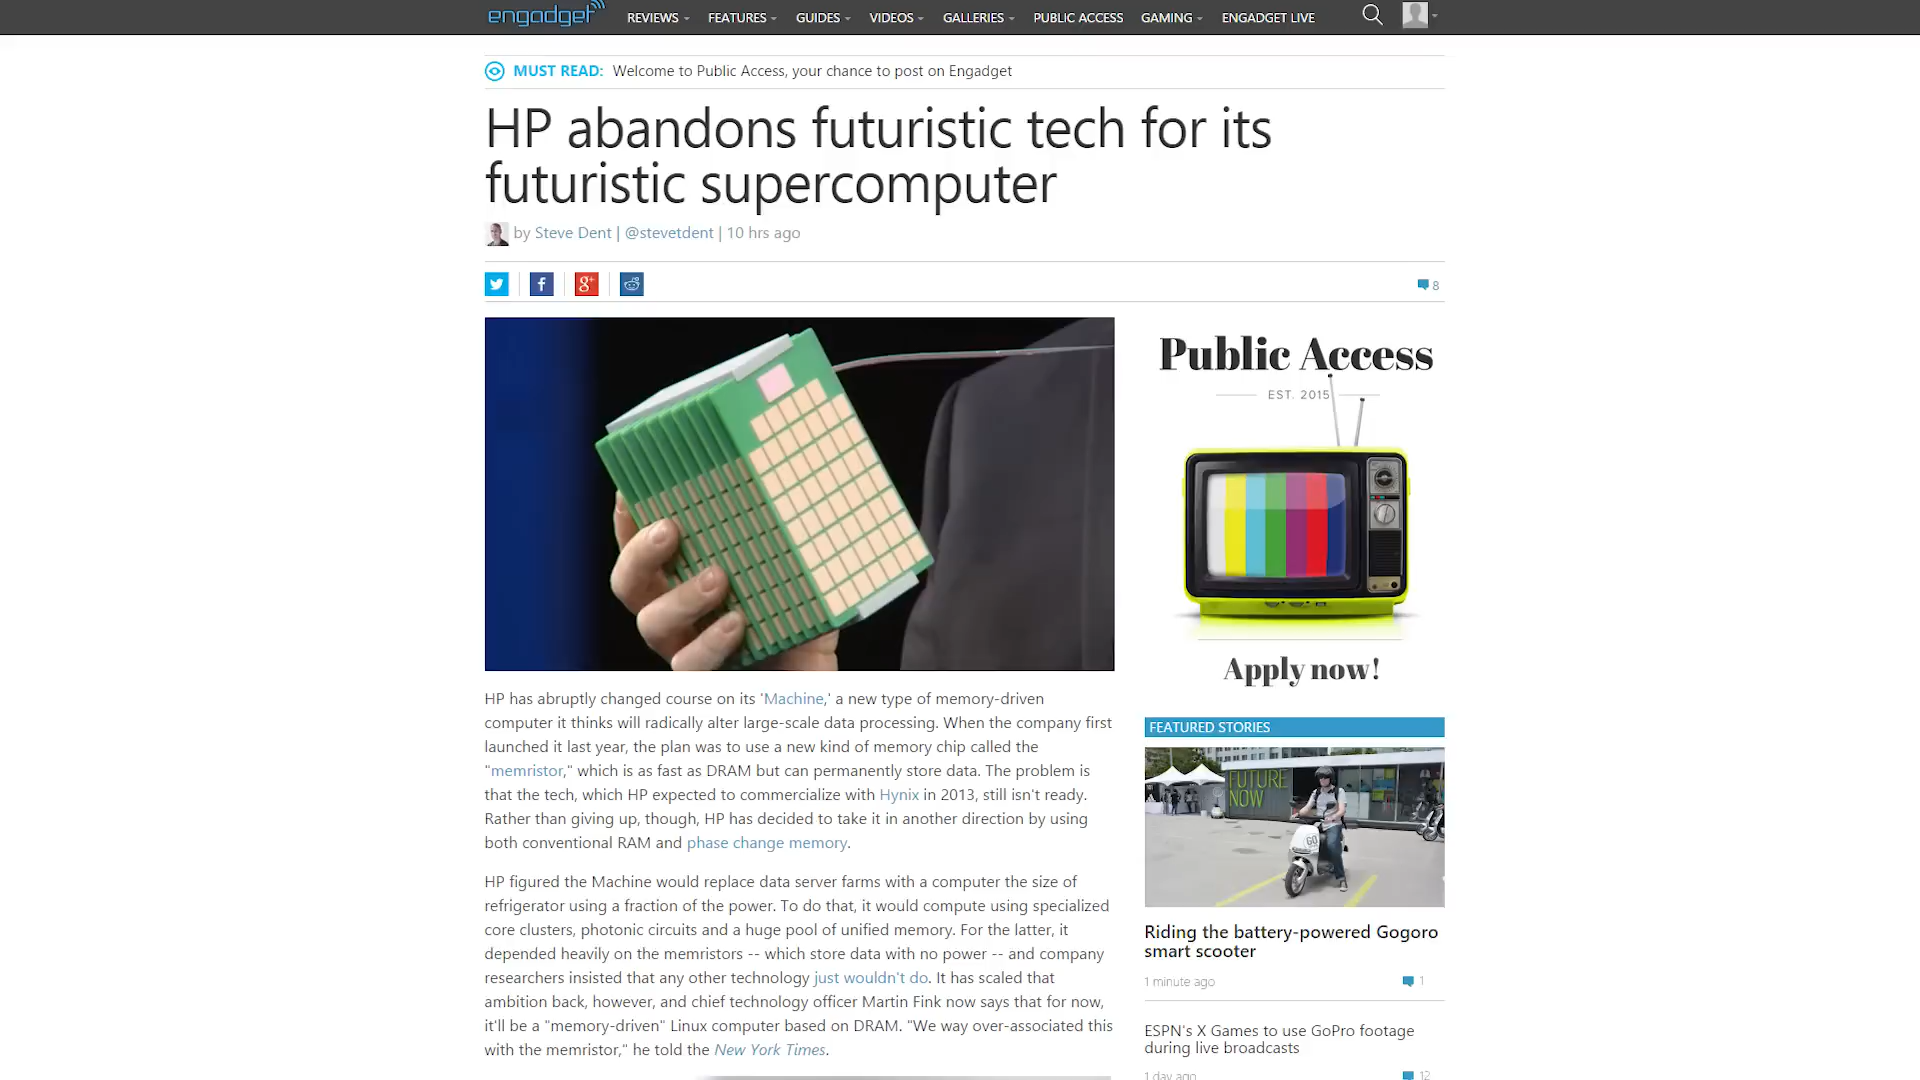 engadget REVIEWS FEATURES GUIDES VIDEOS GALLERIES PUBLIC ACCESS GAMING ENGADGET LIVE
MUST READ: Welcome to Public Access, your chance to post on Engadget
HP abandons futuristic tech for its
futuristic supercomputer
by Steve Dent | @stevetdent | 10 hrs ago
8
HP has abruptly changed course on its 'Machine,' a new type of memory-driven
computer it thinks will radically alter large-scale data processing. When the company first
launched it last year, the plan was to use a new kind of memory chip called the
"memristor," which is as fast as DRAM but can permanently store data. The problem is
that the tech, which HP expected to commercialize with Hynix in 2013, still isn't ready.
Rather than giving up, though, HP has decided to take it in another direction by using
both conventional RAM and phase change memory.
HP figured the Machine would replace data server farms with a computer the size of
refrigerator using a fraction of the power. To do that, it would compute using specialized
core clusters, photonic circuits and a huge pool of unified memory. For the latter, it
depended heavily on the memristors -- which store data with no power -- and company
researchers insisted that any other technology just wouldn't do. It has scaled that
ambition back, however, and chief technology officer Martin Fink now says that for now,
it'll be a "memory-driven" Linux computer based on DRAM. "We way over-associated this
with the memristor," he told the New York Times.
Public Access
EST. 2015
Apply now!
FEATURED STORIES
FUTURE
NOW
GO
Riding the battery-powered Gogoro
smart scooter
1 minute ago 1
ESPN's X Games to use GoPro footage
during live broadcasts
1 day ago 12